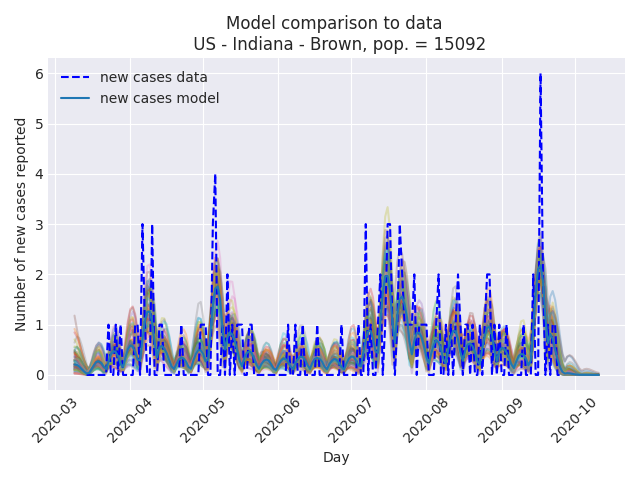 Model comparison to data
US - Indiana - Brown, pop. = 15092
new cases data
new cases model
Number of new cases reported
6
5
4
3
2
1
0
2020-03
2020-04
2020-05
2020-06
2020-07
2020-08
2020-09
2020-10
Day